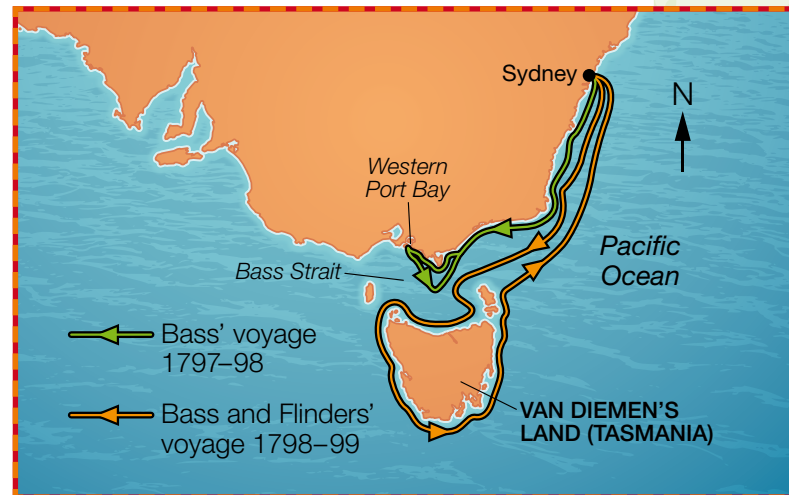 Sydney
N
Western
Port Bay
Pacific
Ocean
Bass Strait
Bass’ voyage
1797–98
Bass and Flinders’
voyage 1798–99
VAN DIEMEN’S
LAND (TASMANIA)